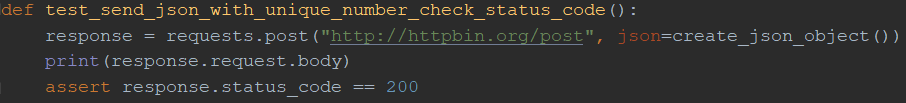 def test_send_json_with_unique_number_check_status_code():
    response = requests.post("http://httpbin.org/post", json=create_json_object())
    print(response.request.body)
    assert response.status_code == 200